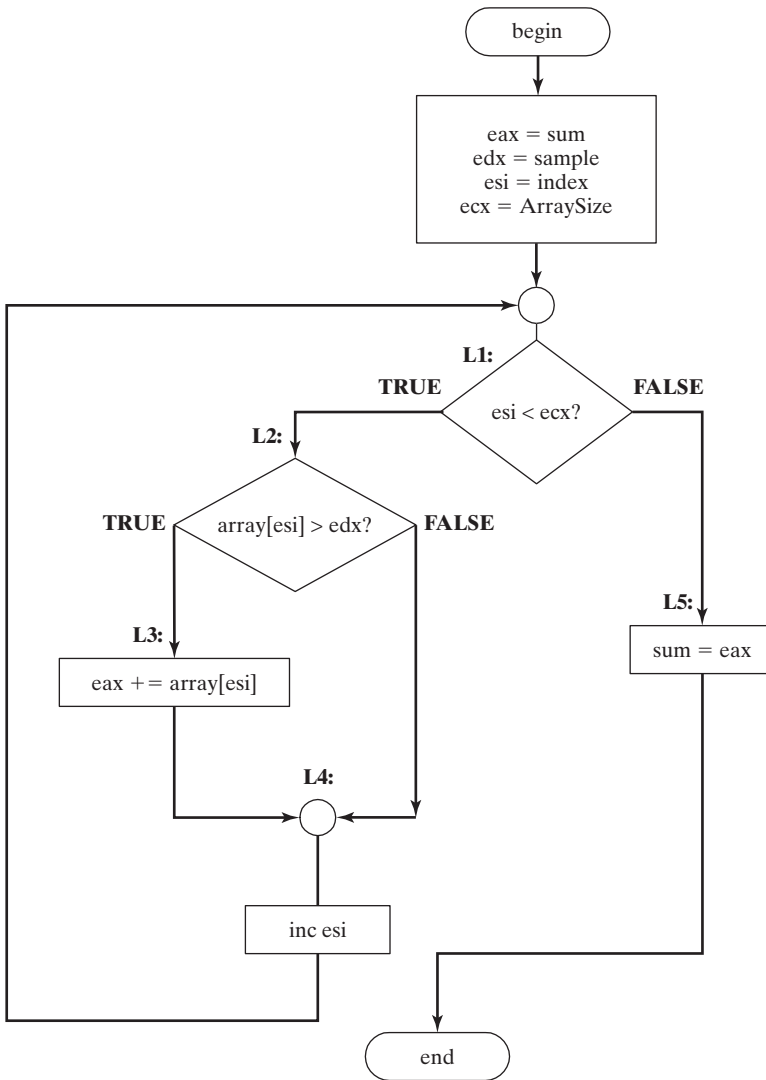 begin
eax = sum
edx = sample
esi = index
ecx = ArraySize
L1:
TRUE
FALSE
esi < ecx?
L2:
TRUE
array[esi] > edx?
FALSE
L3:
eax += array[esi]
L5:
sum = eax
L4:
inc esi
end